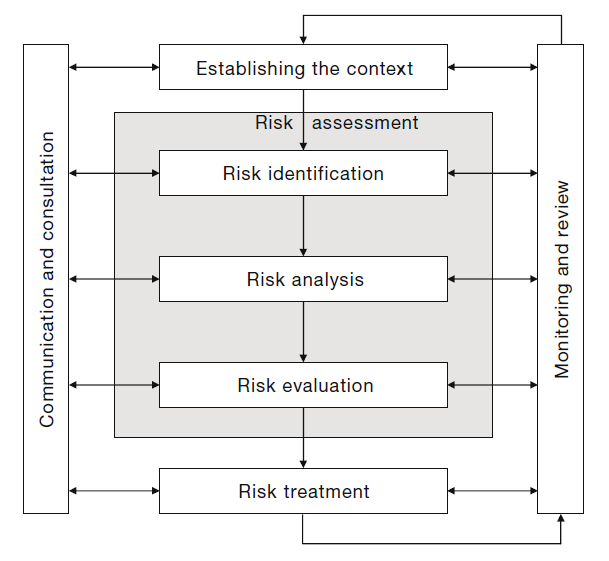 Establishing the context
Risk assessment
Risk identification
Risk analysis
Risk evaluation
Risk treatment
Communication and consultation
Monitoring and review